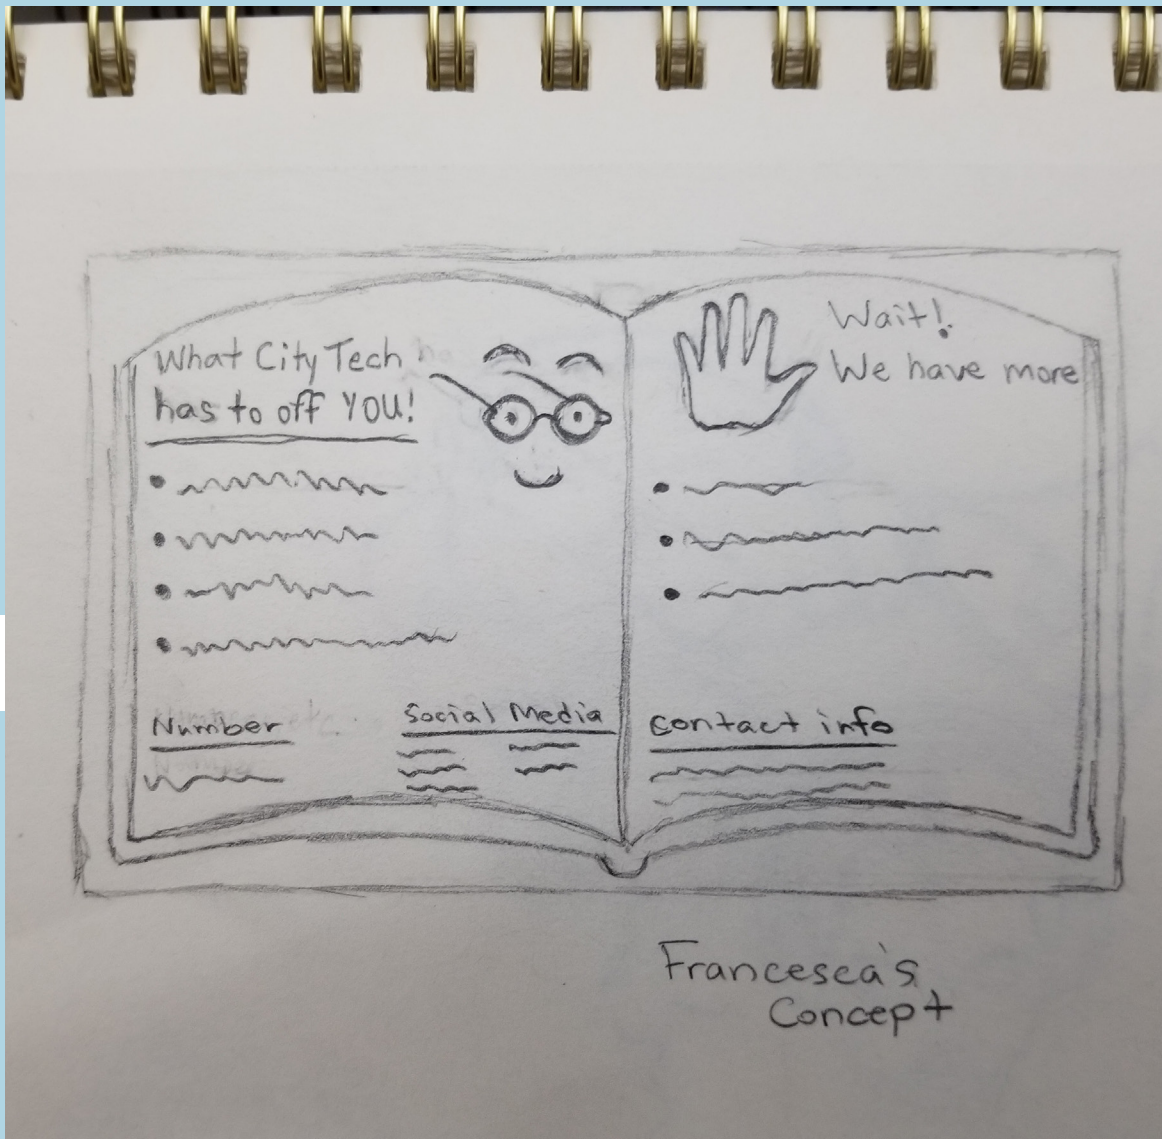 What City Tech
has to off YOU!
Number
Social Media
Wait!
We have more
contact info
Francesca's
Concept